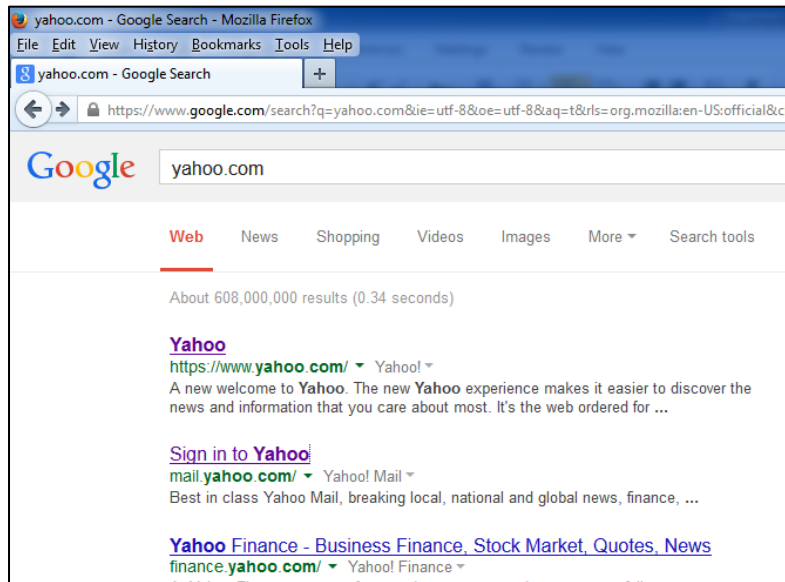 yahoo.com - Google Search - Mozilla Firefox
File Edit View History Bookmarks Tools Help
yahoo.com - Google Search
https://www.google.com/search?q=yahoo.com&ie=utf-8&oe=utf-8&aq=t&rls=org.mozilla:en-US:official&c
Google yahoo.com
Web News Shopping Videos Images More Search tools
About 608,000,000 results (0.34 seconds)
Yahoo
https://www.yahoo.com/ Yahoo!
A new welcome to Yahoo. The new Yahoo experience makes it easier to discover the
news and information that you care about most. It's the web ordered for ...
Sign in to Yahoo
mail.yahoo.com/ Yahoo! Mail
Best in class Yahoo Mail, breaking local, national and global news, finance, ...
Yahoo Finance - Business Finance, Stock Market, Quotes, News
finance.yahoo.com/ Yahoo! Finance